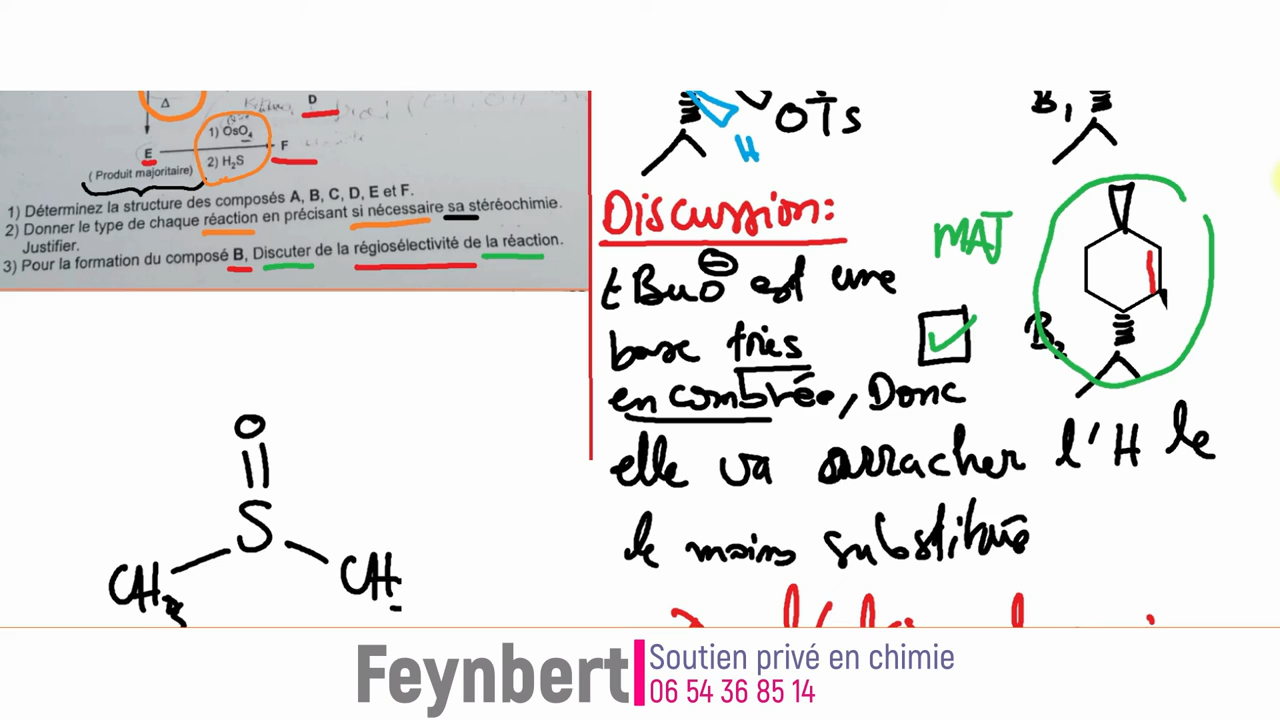 Δ
D
1) OsO4
E
F
2) H2S
( Produit majoritaire)
1) Déterminez la structure des composés A, B, C, D, E et F.
2) Donner le type de chaque réaction en précisant si nécessaire sa stéréochimie.
Justifier.
3) Pour la formation du composé B, Discuter de la régiosélectivité de la réaction.
O
S
CH3
CH
OTs
H
B1
Discussion:
MAJ
tBuO⊖ est une
base très
B2
encombrée, Donc
elle va arracher l'H le
le moins substitué
Feynbert
Soutien privé en chimie
06 54 36 85 14